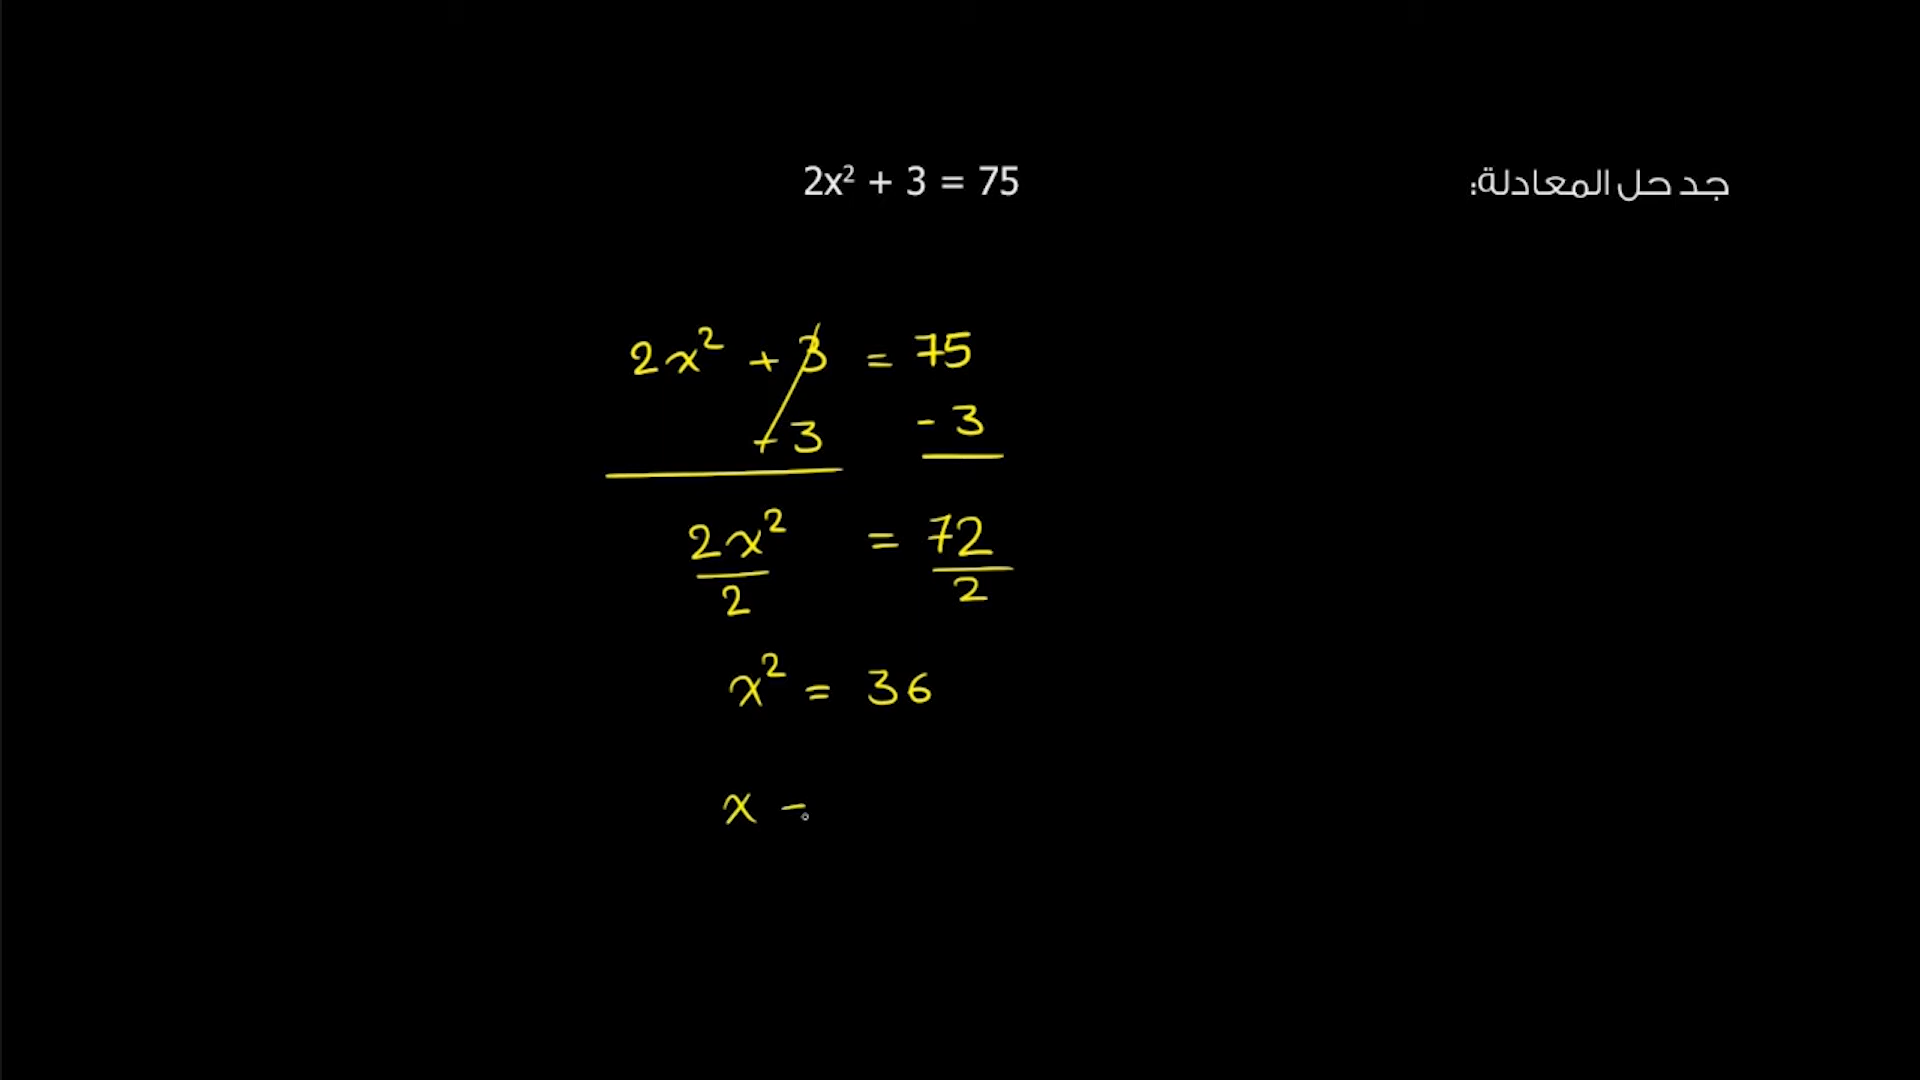 جد حل المعادلة: 2x² + 3 = 75
2x² + 3 = 75
- 3 - 3
2x² = 72
2 2
x² = 36
x -